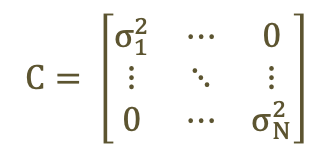 σ₁² ⋯ 0
C = ⋮ ⋱ ⋮
0 ⋯ σ_N²